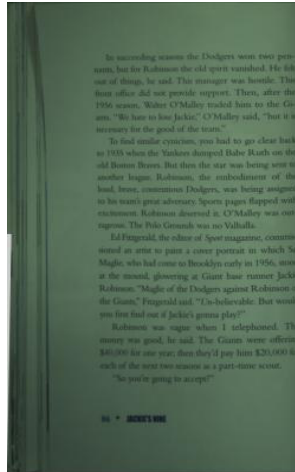 In succeeding seasons the Dodgers won two pen-
nants, but for Robinson the old spirit vanished. He felt
out of things, he said. This manager was hostile. This
front office did not provide support. Then, after the
1956 season, Walter O'Malley traded him to the Gi-
ants. "We hate to lose Jackie," O'Malley said, "but it is
necessary for the good of the team."
To find similar cynicism, you had to go clear back
to 1935 when the Yankees dumped Babe Ruth on the
old Boston Braves. But then the star was being sent to
another league. Robinson, the embodiment of the
loud, brave, contentious Dodgers, was being assigned
to his team's great adversary. Sports pages flapped with
excitement. Robinson deserved it. O'Malley was out-
rageous. The Polo Grounds was no Valhalla.
Ed Fitzgerald, the editor of Sport magazine, commis-
sioned an artist to paint a cover portrait in which Sal
Maglie, who had come to Brooklyn early in 1956, stood
at the mound, glowering at Giant base runner Jackie
Robinson. "Maglie of the Dodgers against Robinson of
the Giants," Fitzgerald said. "Un-believable. But would
you first find out if Jackie's gonna play?"
Robinson was vague when I telephoned. The
money was good, he said. The Giants were offering
$40,000 for one year; then they'd pay him $20,000 for
each of the next two seasons as a part-time scout.
"So you're going to accept?"
JACKIE'S NINE